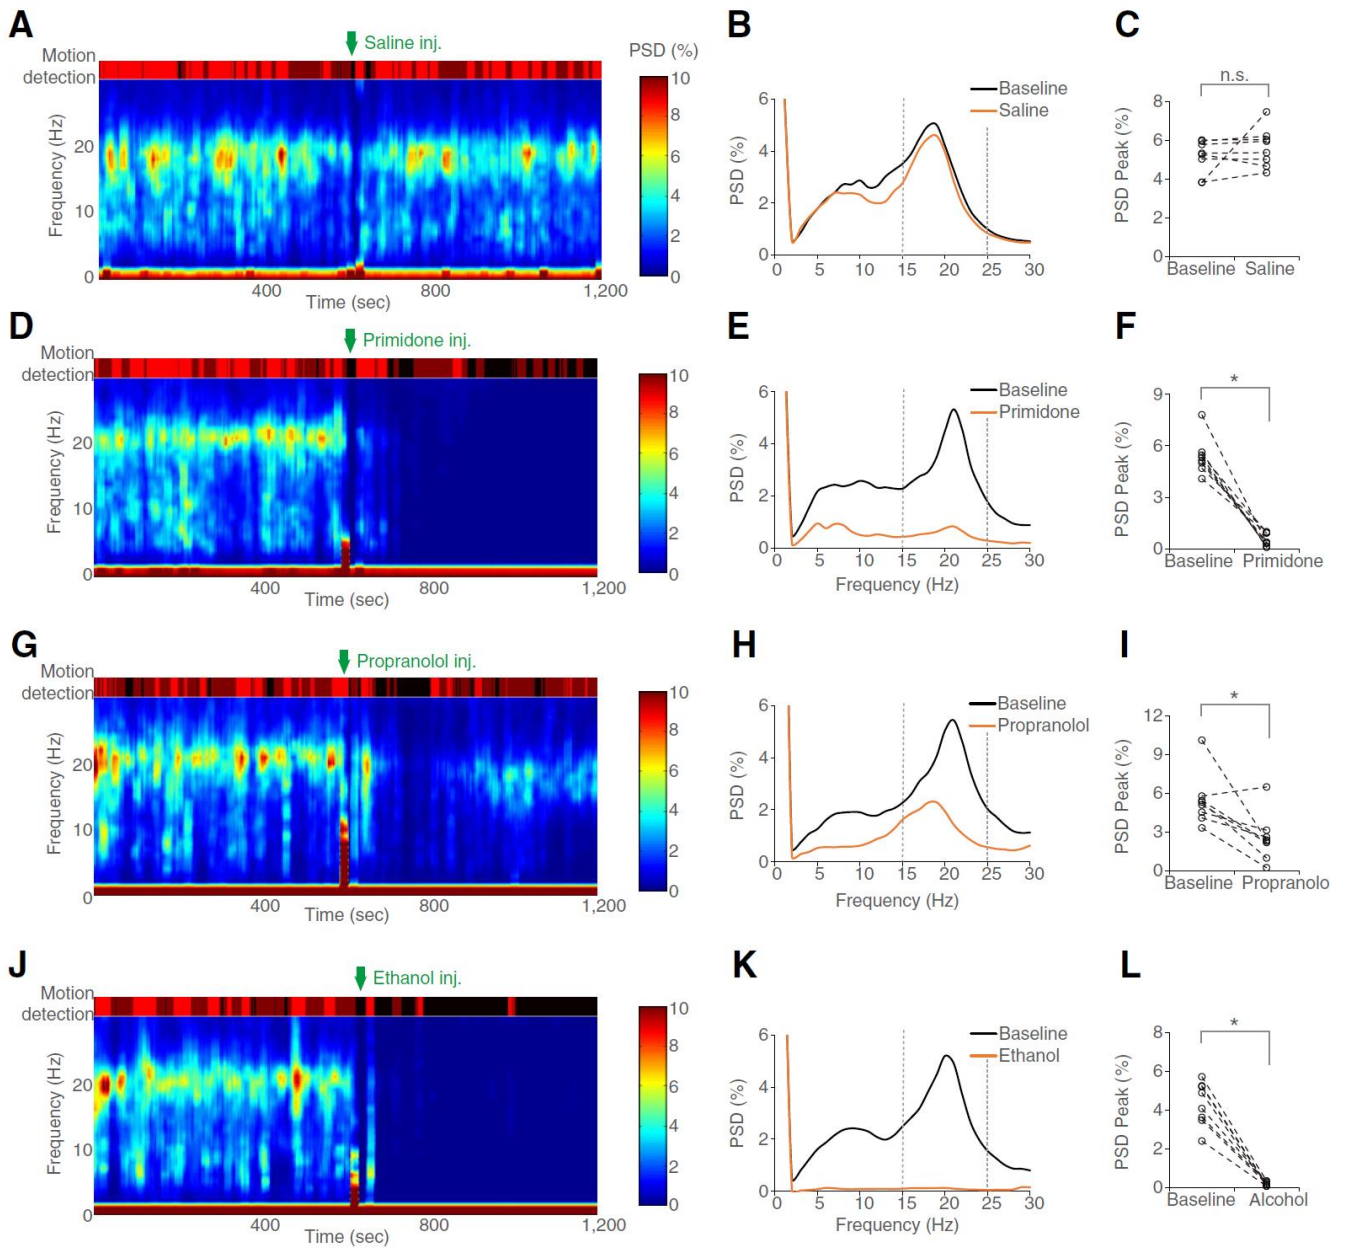 A
Saline inj.
Motion
detection
PSD (%)
Frequency (Hz)
20
10
0
400
800
1,200
Time (sec)
10
8
6
4
2
0
B
Baseline
Saline
PSD (%)
6
4
2
0
0
5
10
15
20
25
30
C
n.s.
PSD Peak (%)
8
6
4
2
0
Baseline
Saline
D
Primidone inj.
Motion
detection
Frequency (Hz)
20
10
0
400
800
1,200
Time (sec)
10
8
6
4
2
0
E
Baseline
Primidone
PSD (%)
6
4
2
0
0
5
10
15
20
25
30
Frequency (Hz)
F
*
PSD Peak (%)
9
6
3
0
Baseline
Primidone
G
Propranolol inj.
Motion
detection
Frequency (Hz)
20
10
0
400
800
1,200
Time (sec)
10
8
6
4
2
0
H
Baseline
Propranolol
PSD (%)
6
4
2
0
0
5
10
15
20
25
30
Frequency (Hz)
I
*
PSD Peak (%)
12
9
6
3
0
Baseline
Propranolo
J
Ethanol inj.
Motion
detection
Frequency (Hz)
20
10
0
400
800
1,200
Time (sec)
10
8
6
4
2
0
K
Baseline
Ethanol
PSD (%)
6
4
2
0
0
5
10
15
20
25
30
Frequency (Hz)
L
*
PSD Peak (%)
8
6
4
2
0
Baseline
Alcohol